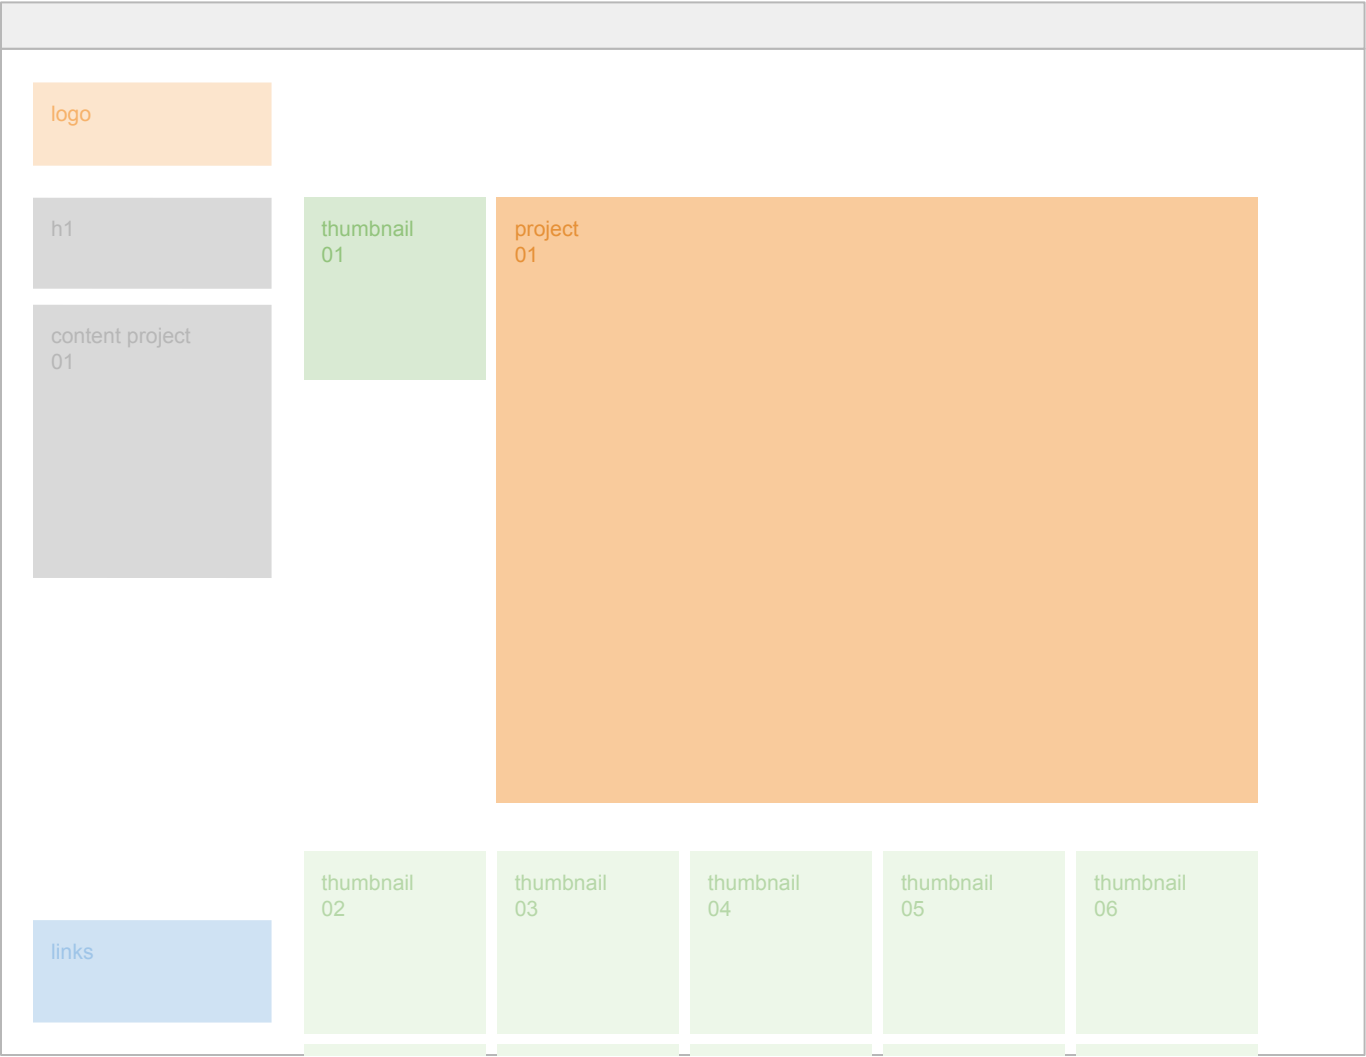 logo
h1
content project
01
thumbnail
01
project
01
thumbnail
02
thumbnail
03
thumbnail
04
thumbnail
05
thumbnail
06
links